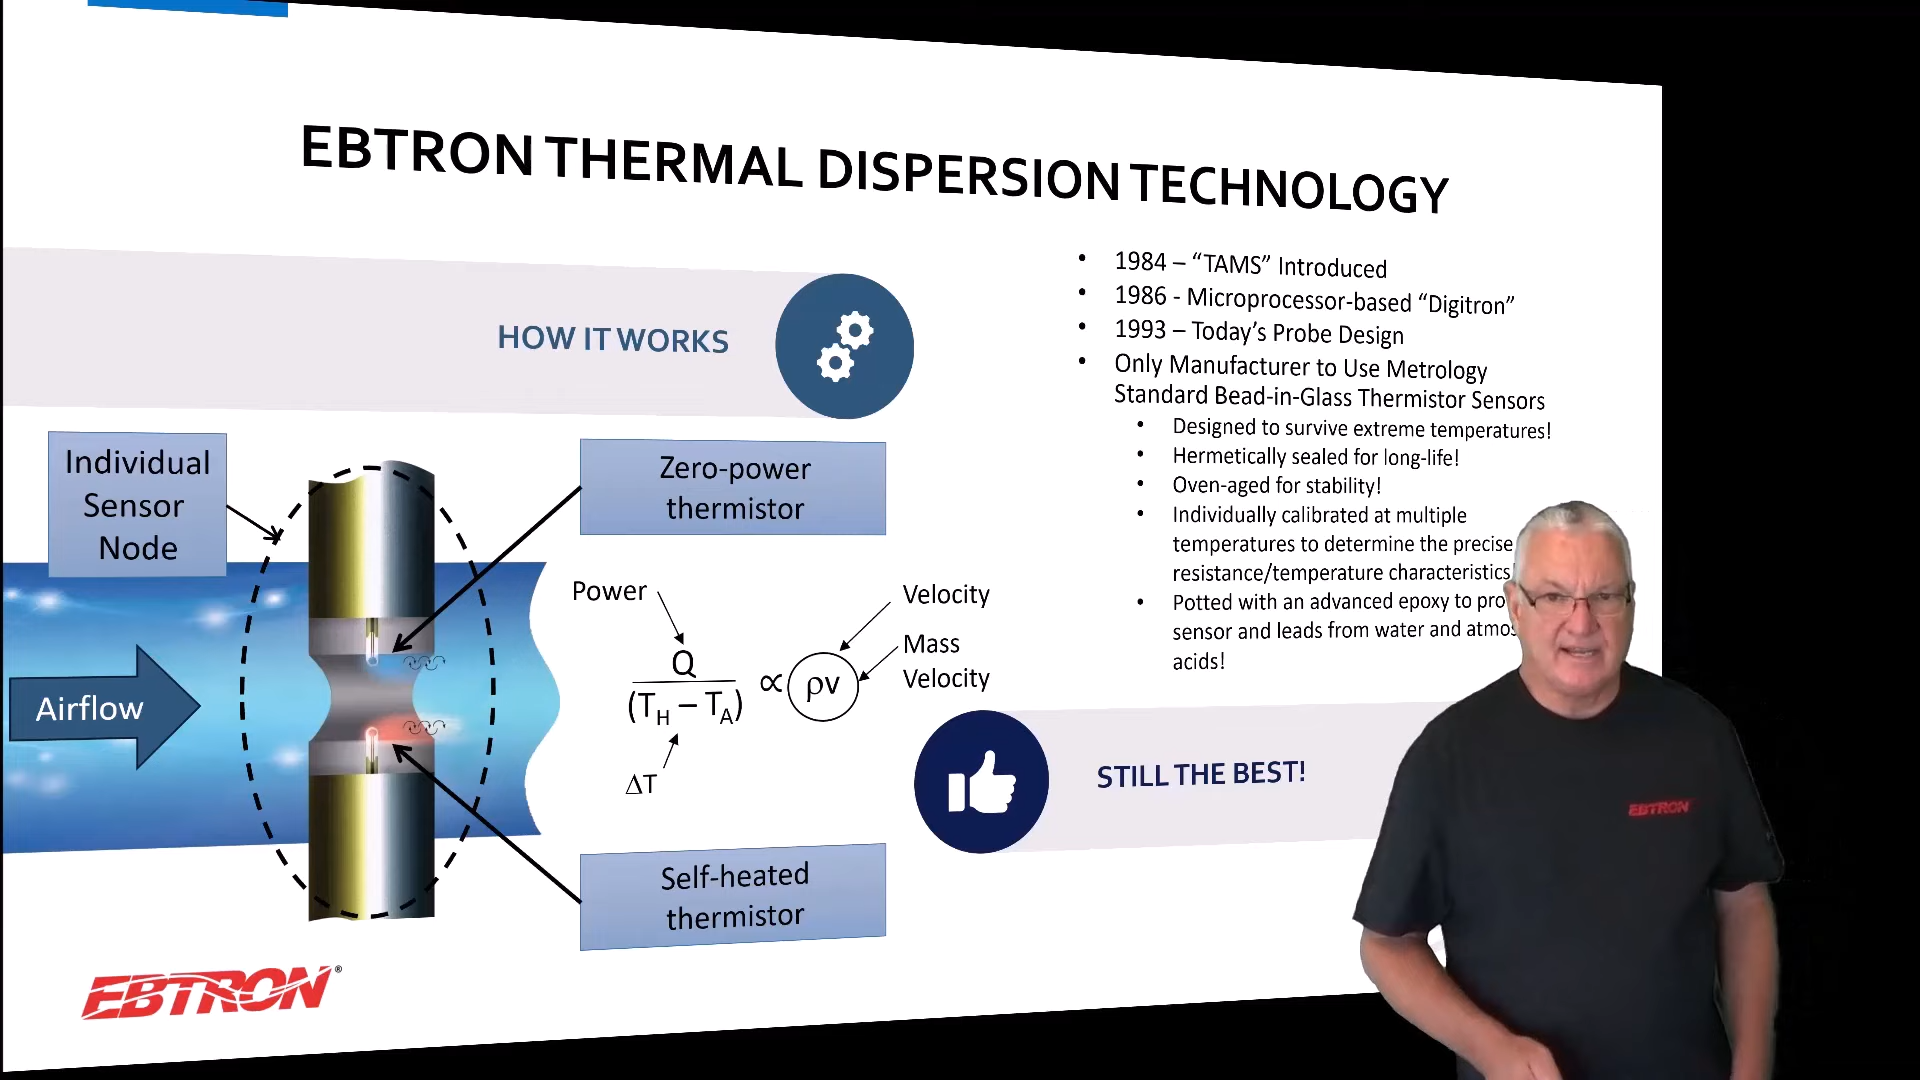 EBTRON THERMAL DISPERSION TECHNOLOGY
HOW IT WORKS
Individual
Sensor
Node
Airflow
Zero-power
thermistor
Power
Q
(TH – TA)
∝
ρv
Velocity
Mass
Velocity
ΔT
Self-heated
thermistor
EBTRON®
• 1984 – “TAMS” Introduced
• 1986 - Microprocessor-based “Digitron”
• 1993 – Today’s Probe Design
• Only Manufacturer to Use Metrology
Standard Bead-in-Glass Thermistor Sensors
• Designed to survive extreme temperatures!
• Hermetically sealed for long-life!
• Oven-aged for stability!
• Individually calibrated at multiple
temperatures to determine the precise
resistance/temperature characteristics
• Potted with an advanced epoxy to
sensor and leads from water and
acids!
STILL THE BEST!
EBTRON